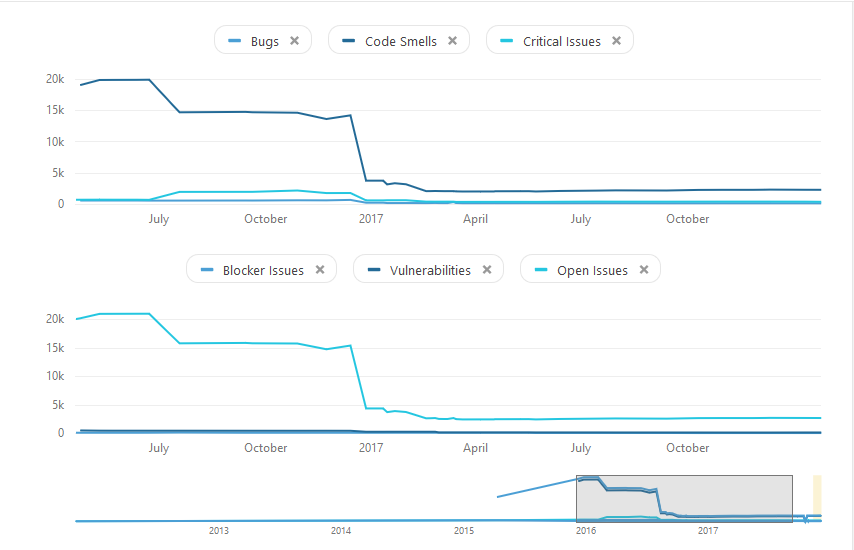 Bugs × Code Smells × Critical Issues ×
20k
15k
10k
5k
0
July October 2017 April July October
Blocker Issues × Vulnerabilities × Open Issues ×
20k
15k
10k
5k
0
July October 2017 April July October
2013 2014 2015 2016 2017